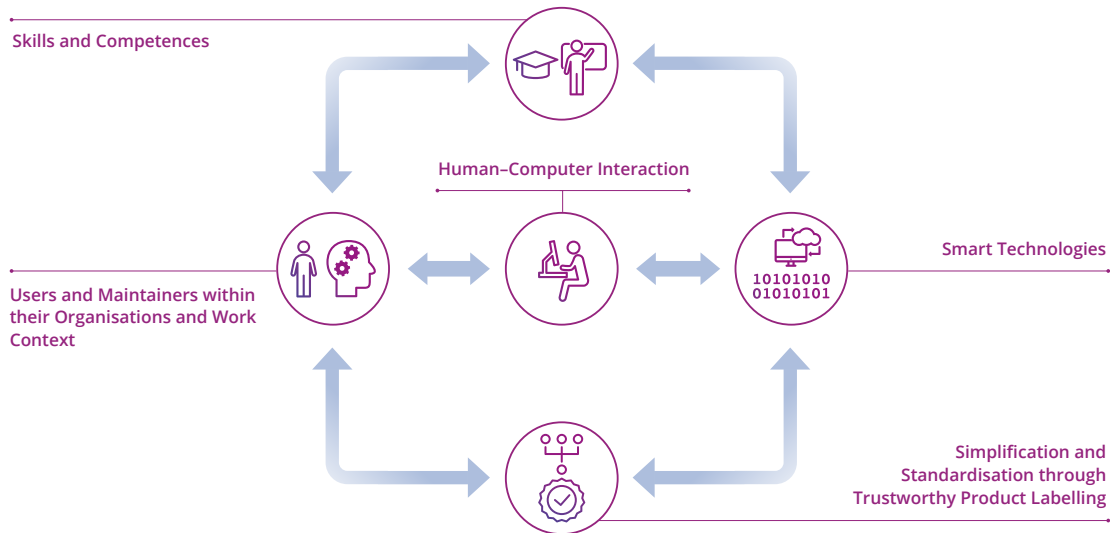 Skills and Competences
Human–Computer Interaction
Smart Technologies
10101010
01010101
Users and Maintainers within
their Organisations and Work
Context
Simplification and
Standardisation through
Trustworthy Product Labelling